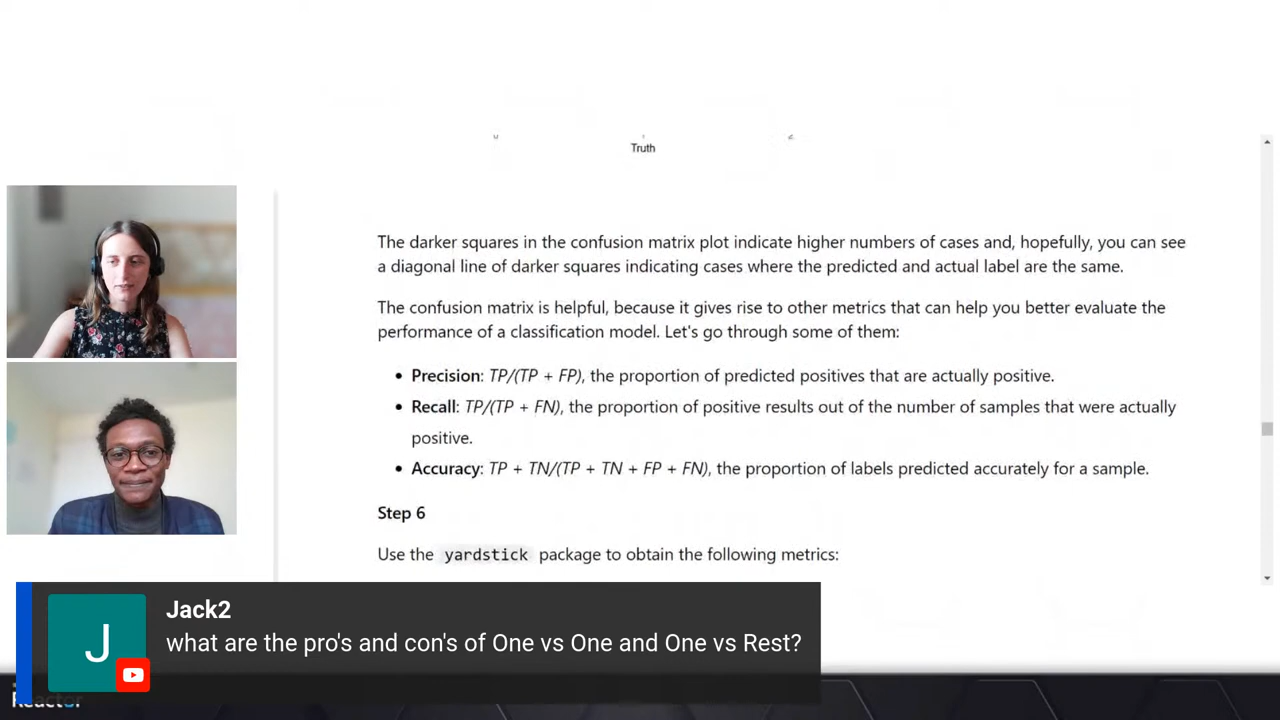 Truth
The darker squares in the confusion matrix plot indicate higher numbers of cases and, hopefully, you can see
a diagonal line of darker squares indicating cases where the predicted and actual label are the same.
The confusion matrix is helpful, because it gives rise to other metrics that can help you better evaluate the
performance of a classification model. Let's go through some of them:
• Precision: TP/(TP + FP), the proportion of predicted positives that are actually positive.
• Recall: TP/(TP + FN), the proportion of positive results out of the number of samples that were actually
positive.
• Accuracy: TP + TN/(TP + TN + FP + FN), the proportion of labels predicted accurately for a sample.
Step 6
Use the yardstick package to obtain the following metrics:
J
Jack2
what are the pro's and con's of One vs One and One vs Rest?
Reactor